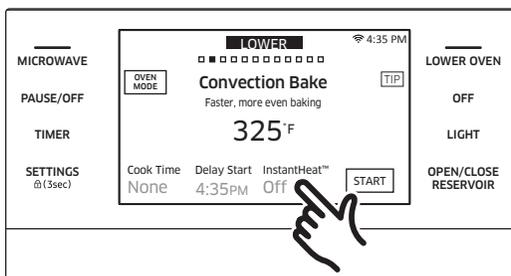 MICROWAVE
PAUSE/OFF
TIMER
SETTINGS
(3sec)
LOWER
4:35 PM
OVEN
MODE
Convection Bake
TIP
Faster, more even baking
325°F
Cook Time Delay Start InstantHeat™
None 4:35PM Off START
LOWER OVEN
OFF
LIGHT
OPEN/CLOSE
RESERVOIR